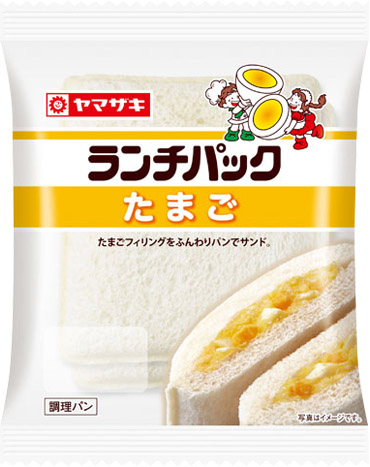 ヤマザキ
ランチパック
たまご
たまごフィリングをふんわりパンでサンド。
調理パン
写真はイメージです。